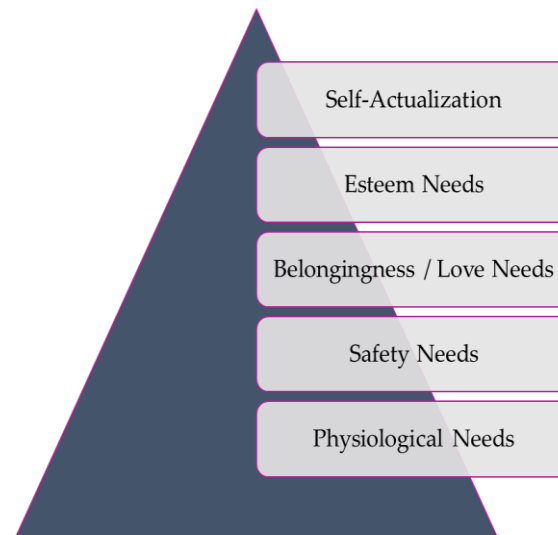 Self-Actualization
Esteem Needs
Belongingness / Love Needs
Safety Needs
Physiological Needs